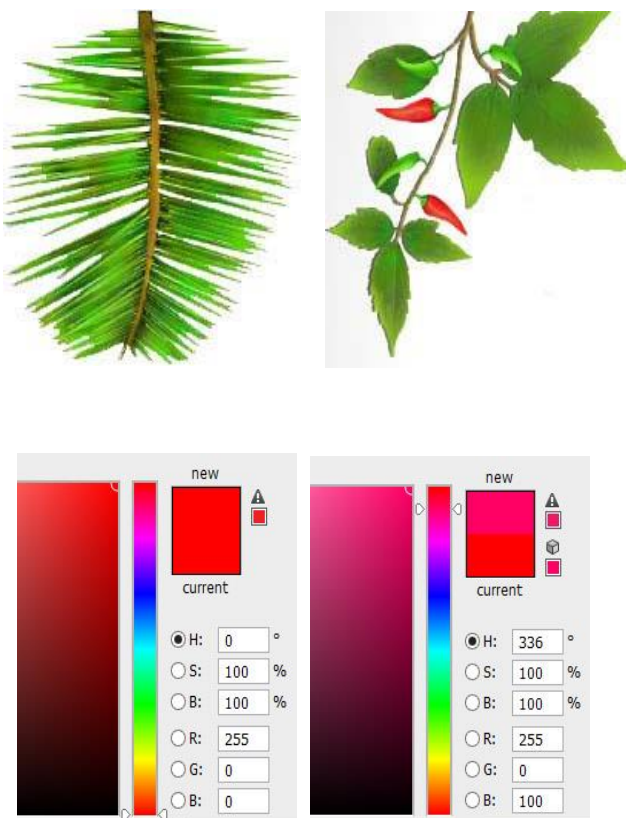 new
current
H: 0 °
S: 100 %
B: 100 %
R: 255
G: 0
B: 0
new
current
H: 336 °
S: 100 %
B: 100 %
R: 255
G: 0
B: 100